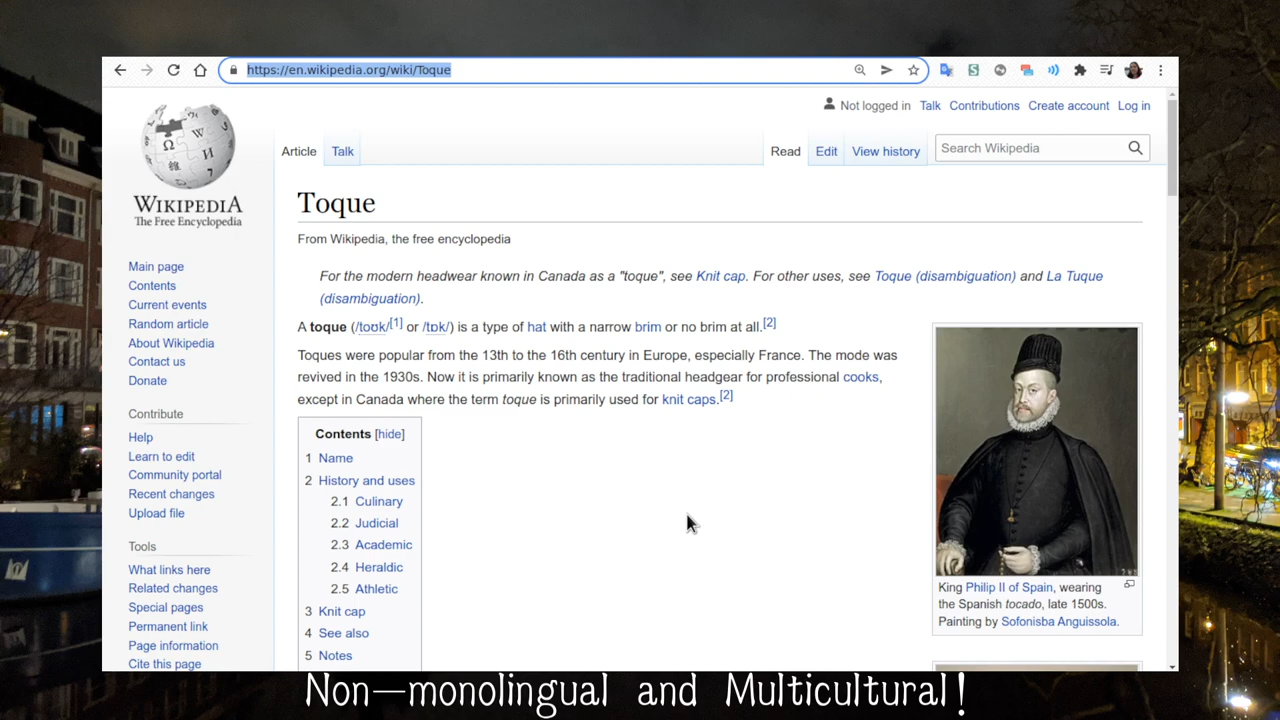 https://en.wikipedia.org/wiki/Toque
Not logged in Talk Contributions Create account Log in
Article Talk Read Edit View history Search Wikipedia
WIKIPEDIA
The Free Encyclopedia
Main page
Contents
Current events
Random article
About Wikipedia
Contact us
Donate
Contribute
Help
Learn to edit
Community portal
Recent changes
Upload file
Tools
What links here
Related changes
Special pages
Permanent link
Page information
Cite this page
Toque
From Wikipedia, the free encyclopedia
For the modern headwear known in Canada as a "toque", see Knit cap. For other uses, see Toque (disambiguation) and La Tuque
(disambiguation).
A toque (/toʊk/[1] or /tɒk/) is a type of hat with a narrow brim or no brim at all.[2]
Toques were popular from the 13th to the 16th century in Europe, especially France. The mode was
revived in the 1930s. Now it is primarily known as the traditional headgear for professional cooks,
except in Canada where the term toque is primarily used for knit caps.[2]
Contents [hide]
1 Name
2 History and uses
2.1 Culinary
2.2 Judicial
2.3 Academic
2.4 Heraldic
2.5 Athletic
3 Knit cap
4 See also
5 Notes
King Philip II of Spain, wearing
the Spanish tocado, late 1500s.
Painting by Sofonisba Anguissola.
Non—monolingual and Multicultural!